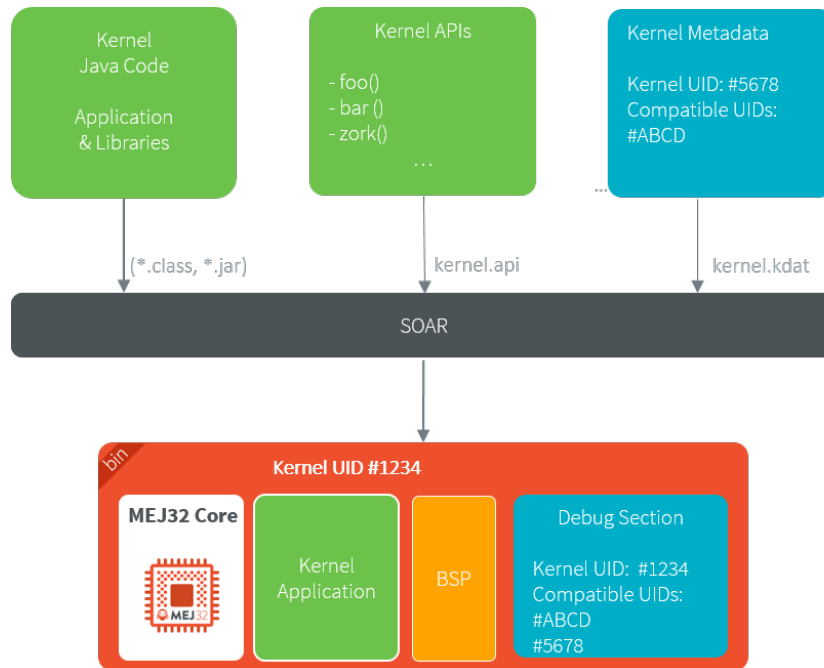 Kernel
Java Code
Application
& Libraries
Kernel APIs
- foo()
- bar ()
- zork()
...
Kernel Metadata
Kernel UID: #5678
Compatible UIDs:
#ABCD
...
(*.class, *.jar)
kernel.api
kernel.kdat
SOAR
bin
Kernel UID #1234
MEJ32 Core
MEJ32
Kernel
Application
BSP
Debug Section
Kernel UID:  #1234
Compatible UIDs:
#ABCD
#5678